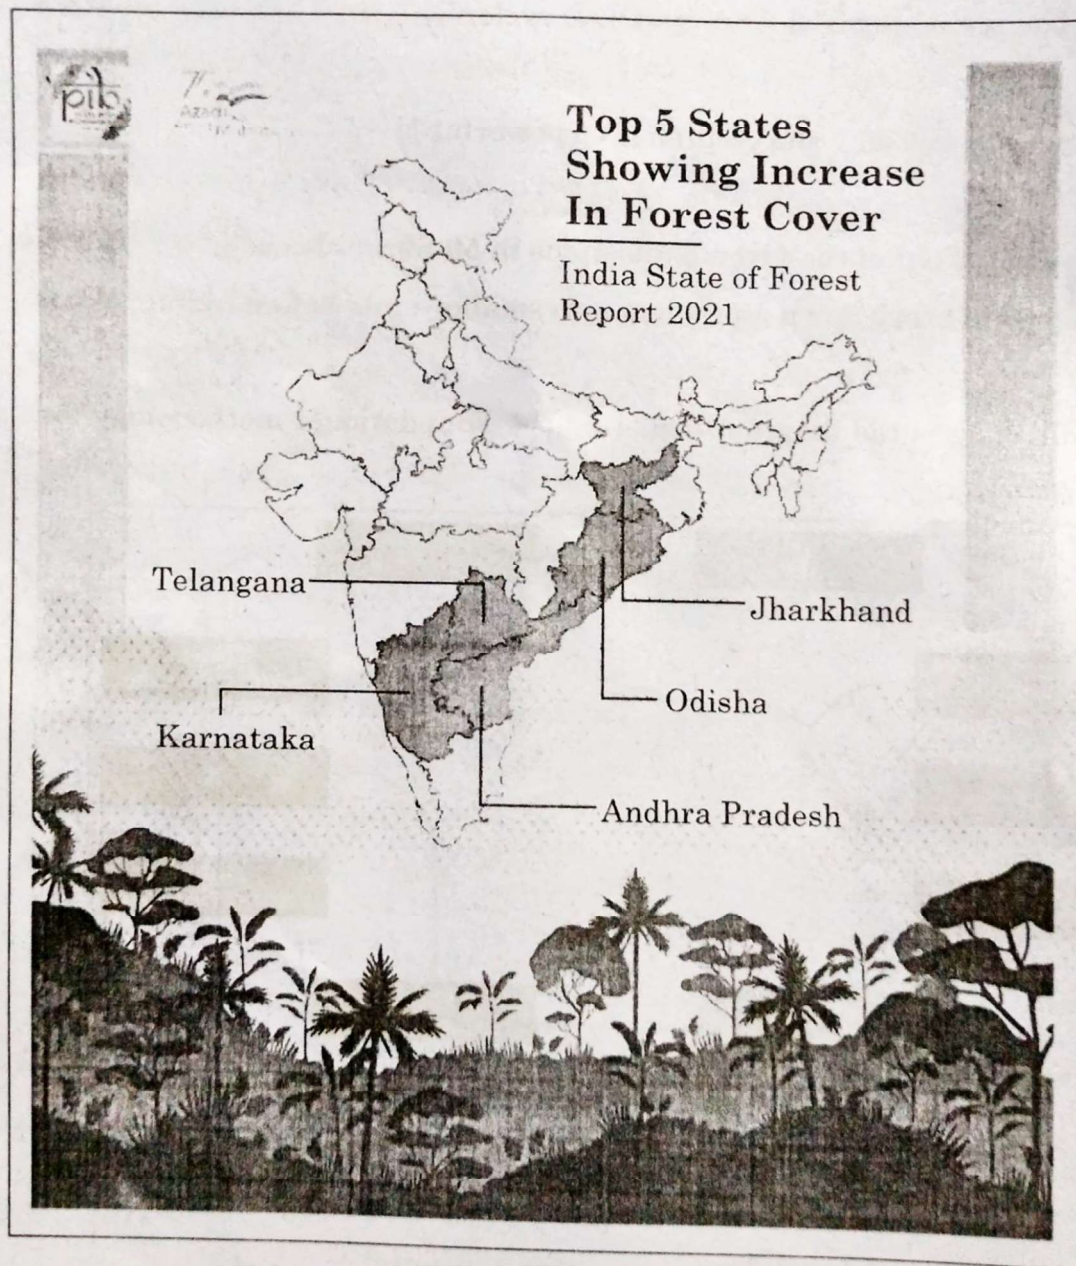 pib
Top 5 States
Showing Increase
In Forest Cover
India State of Forest
Report 2021
Telangana
Jharkhand
Odisha
Karnataka
Andhra Pradesh